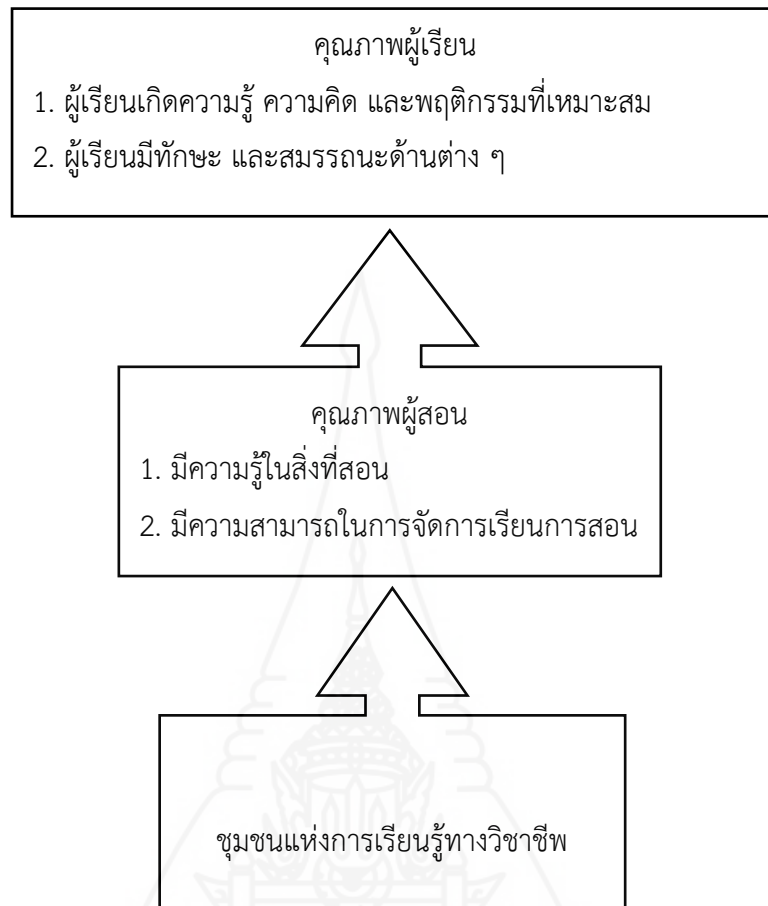 คุณภาพผู้เรียน
1. ผู้เรียนเกิดความรู้ ความคิด และพฤติกรรมที่เหมาะสม
2. ผู้เรียนมีทักษะ และสมรรถนะด้านต่าง ๆ
คุณภาพผู้สอน
1. มีความรู้ในสิ่งที่สอน
2. มีความสามารถในการจัดการเรียนการสอน
ชุมชนแห่งการเรียนรู้ทางวิชาชีพ